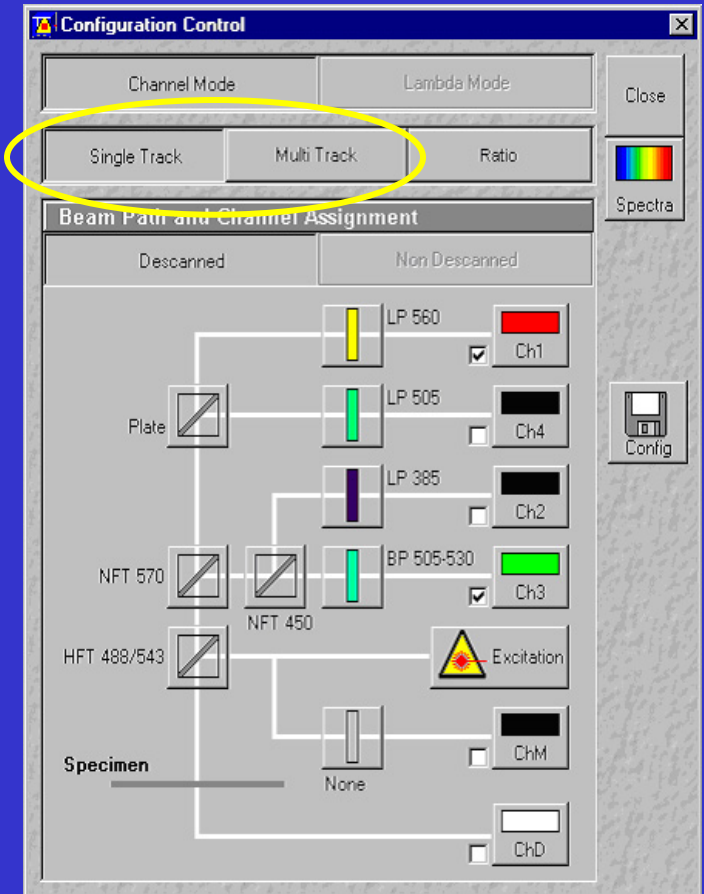 Configuration Control
Channel Mode Lambda Mode
Close
Single Track Multi Track Ratio
Spectra
Beam Path and Channel Assignment
Descanned Non Descanned
LP 560
Ch1
Plate
LP 505
Ch4
Config
LP 385
Ch2
NFT 570
NFT 450
BP 505-530
Ch3
HFT 488/543
Excitation
Specimen
None
ChM
ChD